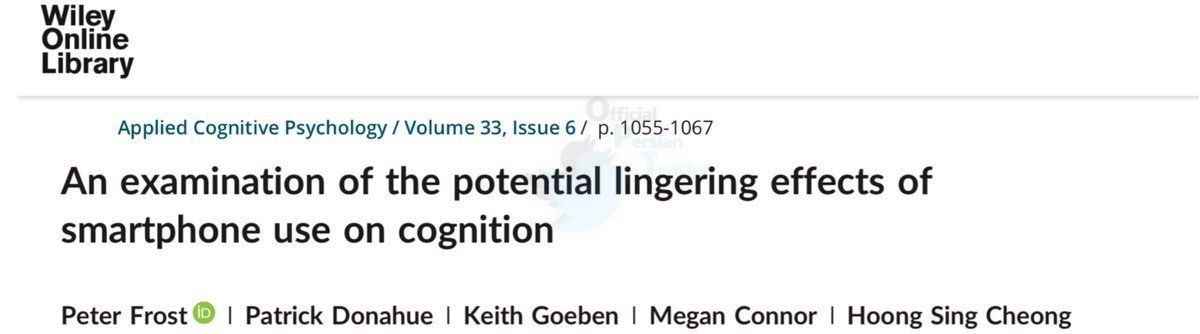 Wiley
Online
Library
Official
Persian
Twitter
Applied Cognitive Psychology / Volume 33, Issue 6 / p. 1055-1067
An examination of the potential lingering effects of
smartphone use on cognition
Peter Frost iD | Patrick Donahue | Keith Goeben | Megan Connor | Hoong Sing Cheong